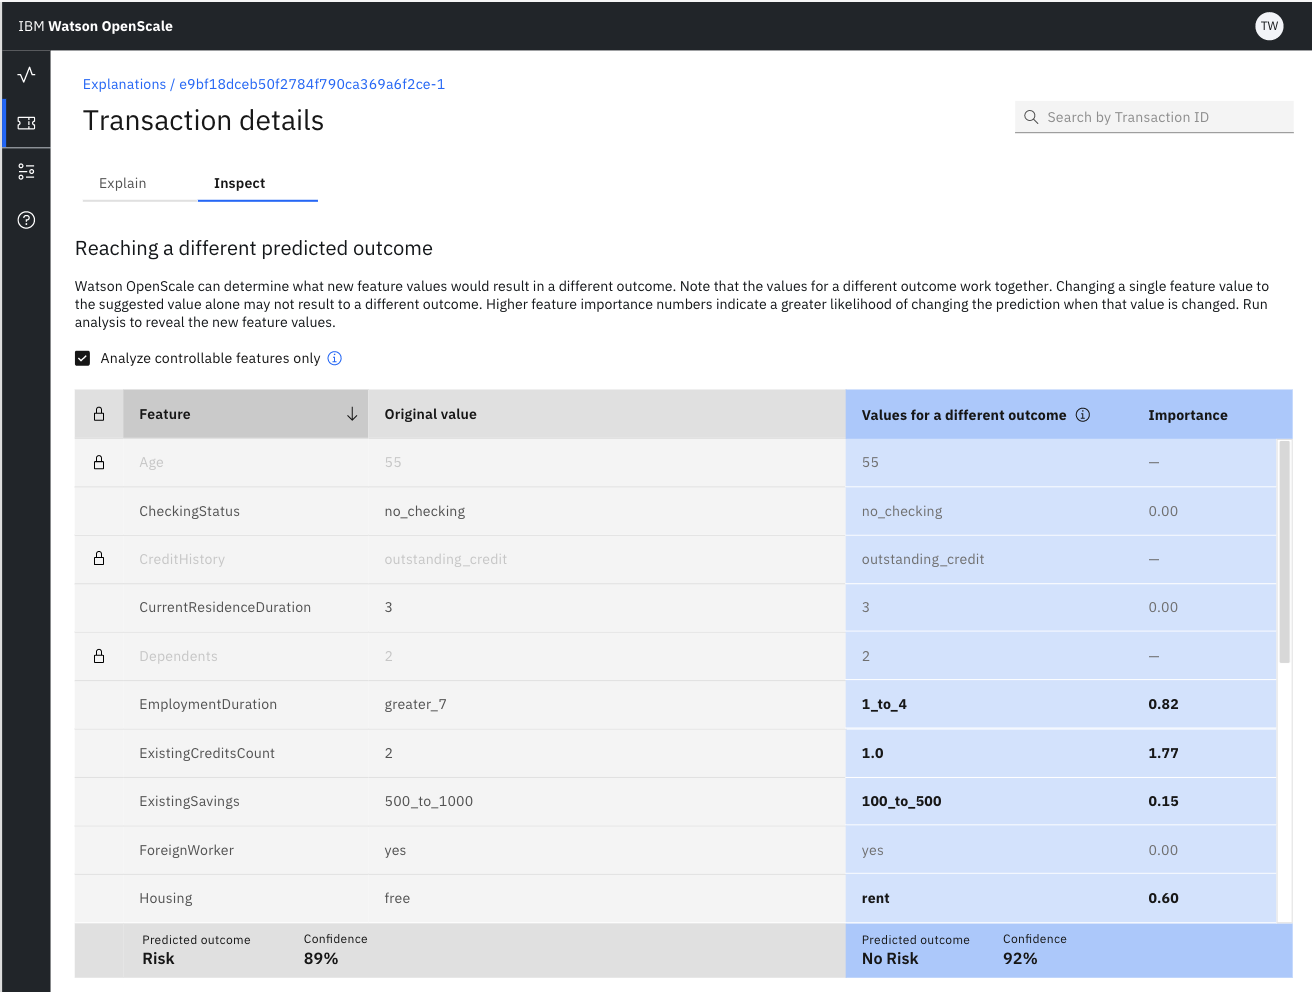 IBM Watson OpenScale
TW
Explanations / e9bf18dceb50f2784f790ca369a6f2ce-1
Transaction details
Search by Transaction ID
Explain Inspect
Reaching a different predicted outcome
Watson OpenScale can determine what new feature values would result in a different outcome. Note that the values for a different outcome work together. Changing a single feature value to
the suggested value alone may not result to a different outcome. Higher feature importance numbers indicate a greater likelihood of changing the prediction when that value is changed. Run
analysis to reveal the new feature values.
Analyze controllable features only
Feature Original value Values for a different outcome Importance
Age 55 55 —
CheckingStatus no_checking no_checking 0.00
CreditHistory outstanding_credit outstanding_credit —
CurrentResidenceDuration 3 3 0.00
Dependents 2 2 —
EmploymentDuration greater_7 1_to_4 0.82
ExistingCreditsCount 2 1.0 1.77
ExistingSavings 500_to_1000 100_to_500 0.15
ForeignWorker yes yes 0.00
Housing free rent 0.60
Predicted outcome Confidence Predicted outcome Confidence
Risk 89% No Risk 92%